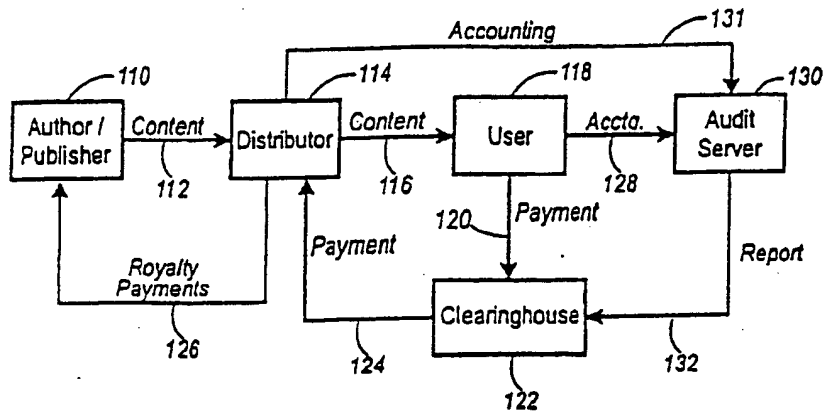 Accounting
131
110
114
118
130
Author /
Publisher
Content
112
Distributor
Content
116
User
Accta.
128
Audit
Server
120
Payment
Payment
Report
Royalty
Payments
126
124
Clearinghouse
122
132